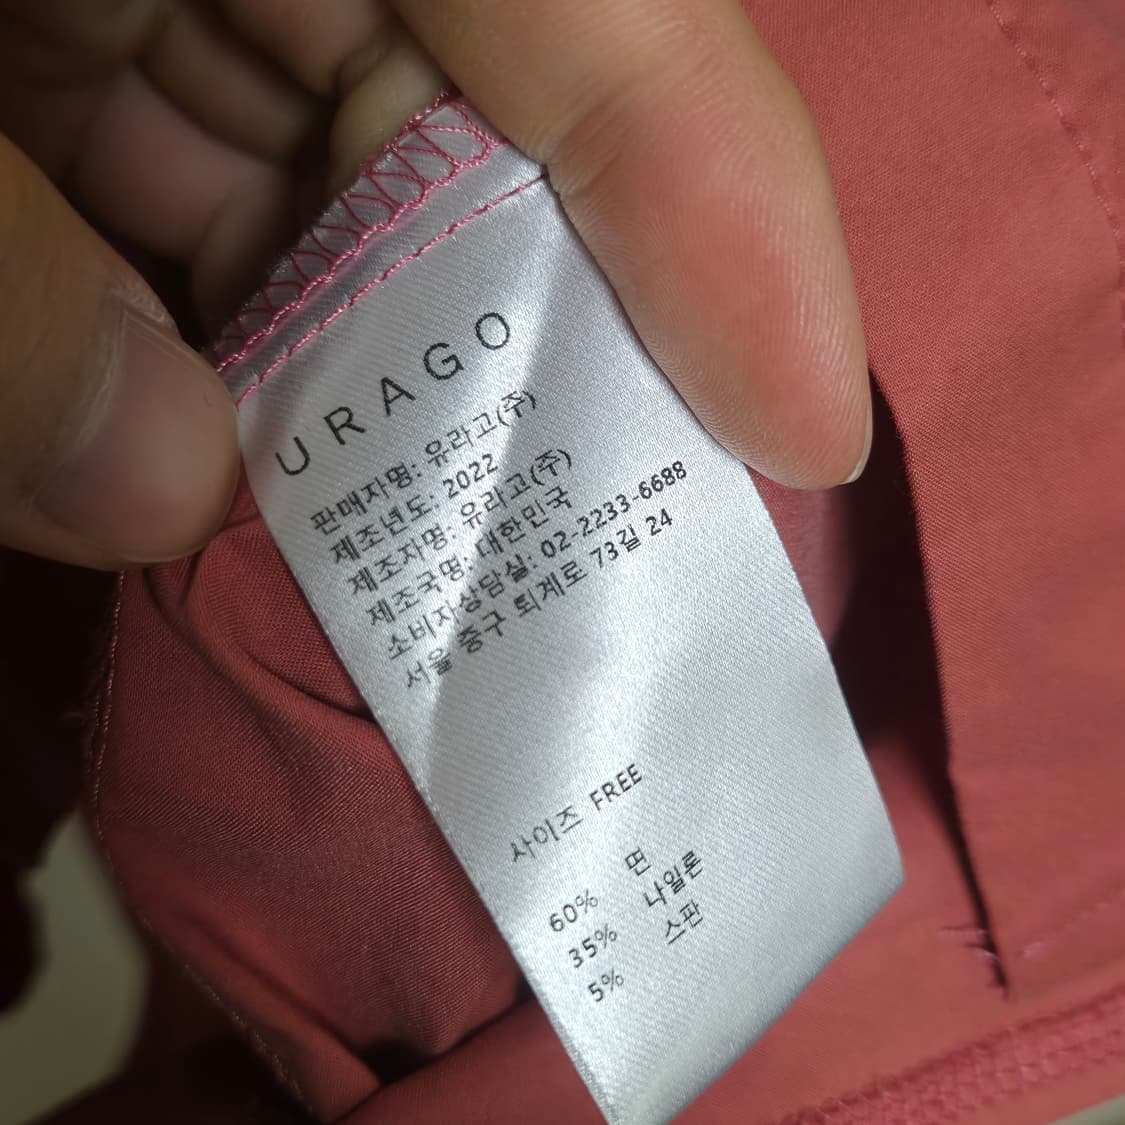 URAGO
판매자명: 유라고(주)
제조년도: 2022
제조자명: 유라고(주)
제조국명: 대한민국
소비자상담실: 02-2233-6688
서울 중구 퇴계로 73길 24
사이즈 FREE
60% 면
35% 나일론
5% 스판